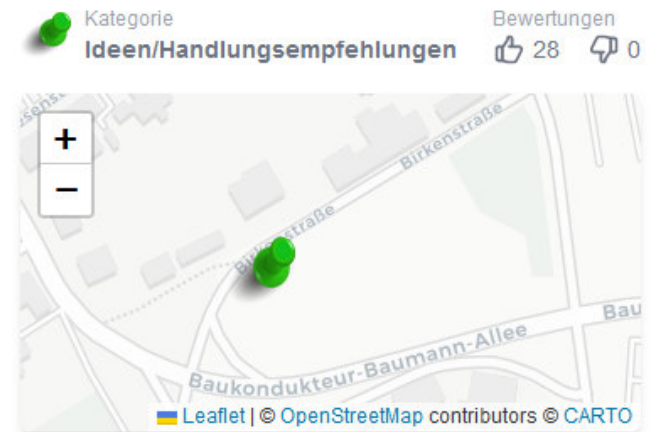 Kategorie
Ideen/Handlungsempfehlungen
Bewertungen
28 0
+
−
Birkenstraße
Birkenstraße
Baukondukteur-Baumann-Allee
Bau
Leaflet | © OpenStreetMap contributors © CARTO